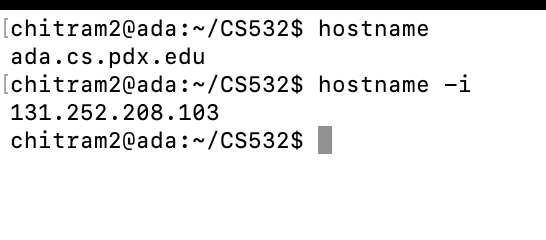 [chitram2@ada:~/CS532$ hostname
ada.cs.pdx.edu
[chitram2@ada:~/CS532$ hostname -i
131.252.208.103
chitram2@ada:~/CS532$